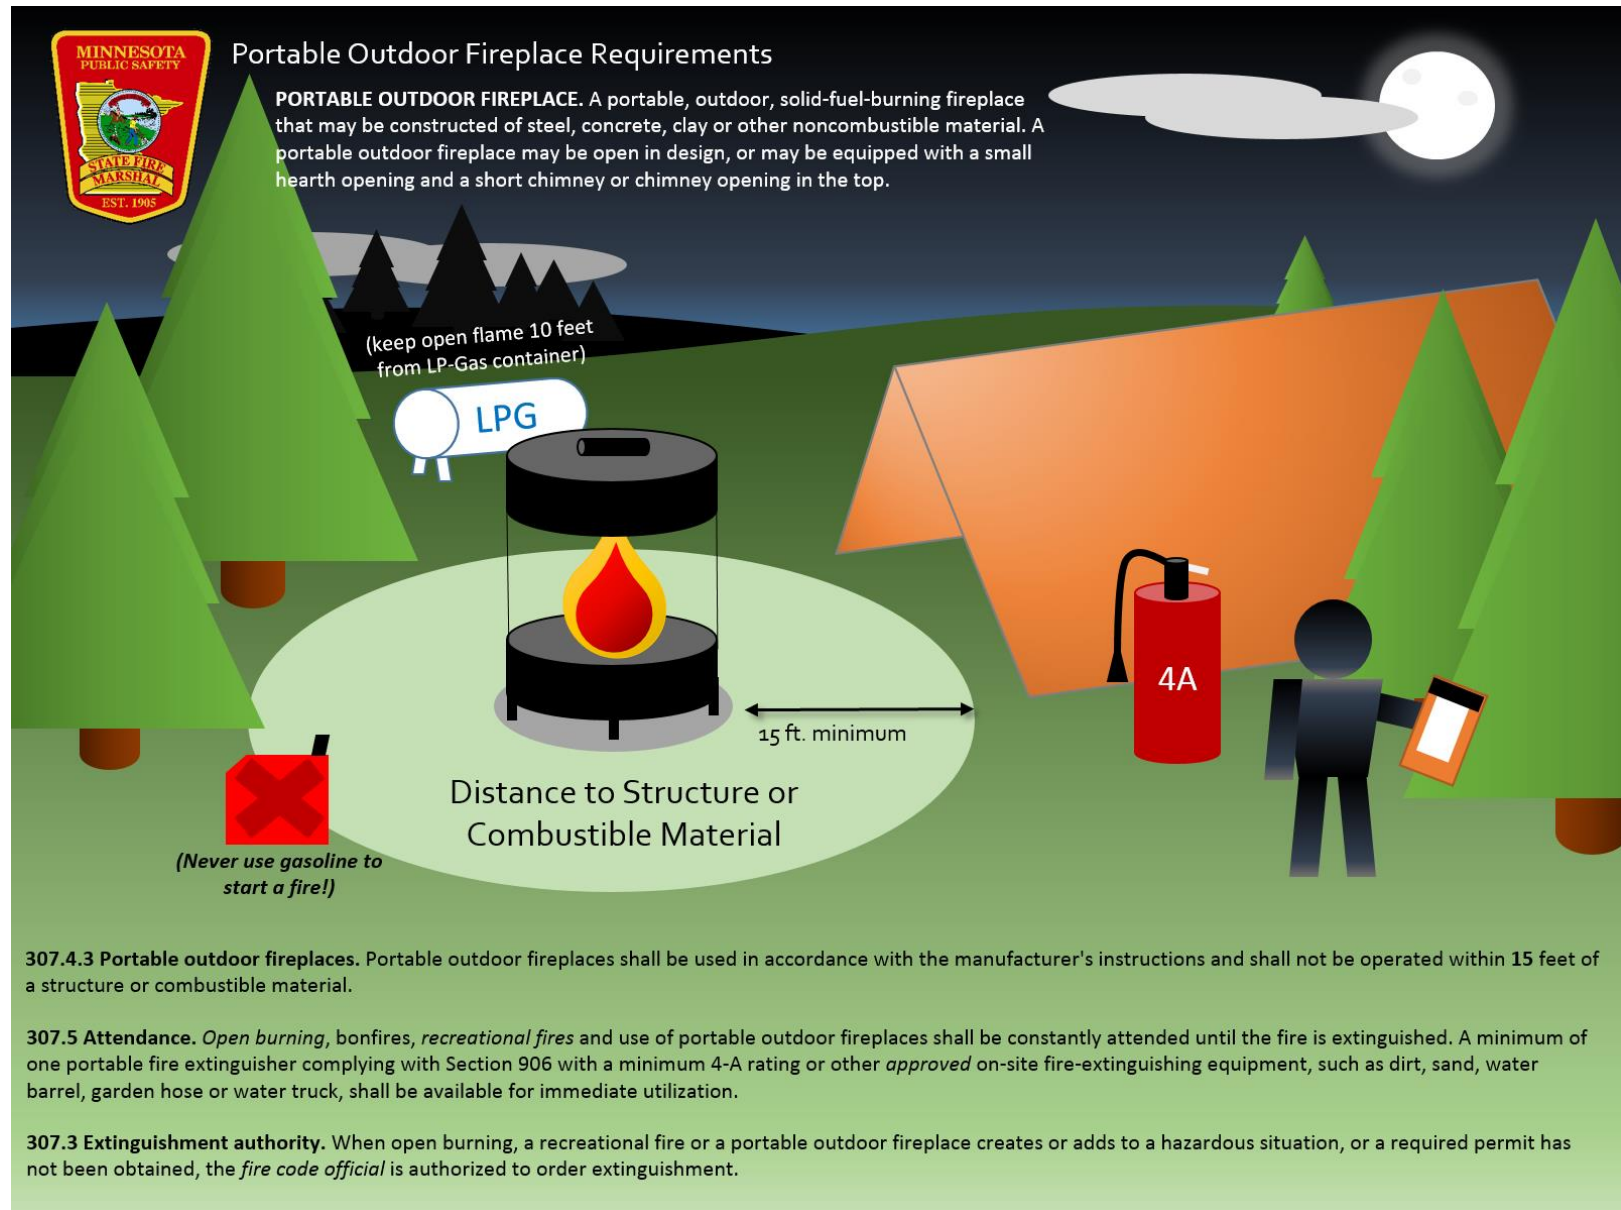 MINNESOTA
PUBLIC SAFETY
STATE FIRE
MARSHAL
EST. 1905
Portable Outdoor Fireplace Requirements
PORTABLE OUTDOOR FIREPLACE. A portable, outdoor, solid-fuel-burning fireplace
that may be constructed of steel, concrete, clay or other noncombustible material. A
portable outdoor fireplace may be open in design, or may be equipped with a small
hearth opening and a short chimney or chimney opening in the top.
(keep open flame 10 feet
from LP-Gas container)
LPG
4A
15 ft. minimum
Distance to Structure or
Combustible Material
(Never use gasoline to
start a fire!)
307.4.3 Portable outdoor fireplaces. Portable outdoor fireplaces shall be used in accordance with the manufacturer's instructions and shall not be operated within 15 feet of
a structure or combustible material.
307.5 Attendance. Open burning, bonfires, recreational fires and use of portable outdoor fireplaces shall be constantly attended until the fire is extinguished. A minimum of
one portable fire extinguisher complying with Section 906 with a minimum 4-A rating or other approved on-site fire-extinguishing equipment, such as dirt, sand, water
barrel, garden hose or water truck, shall be available for immediate utilization.
307.3 Extinguishment authority. When open burning, a recreational fire or a portable outdoor fireplace creates or adds to a hazardous situation, or a required permit has
not been obtained, the fire code official is authorized to order extinguishment.